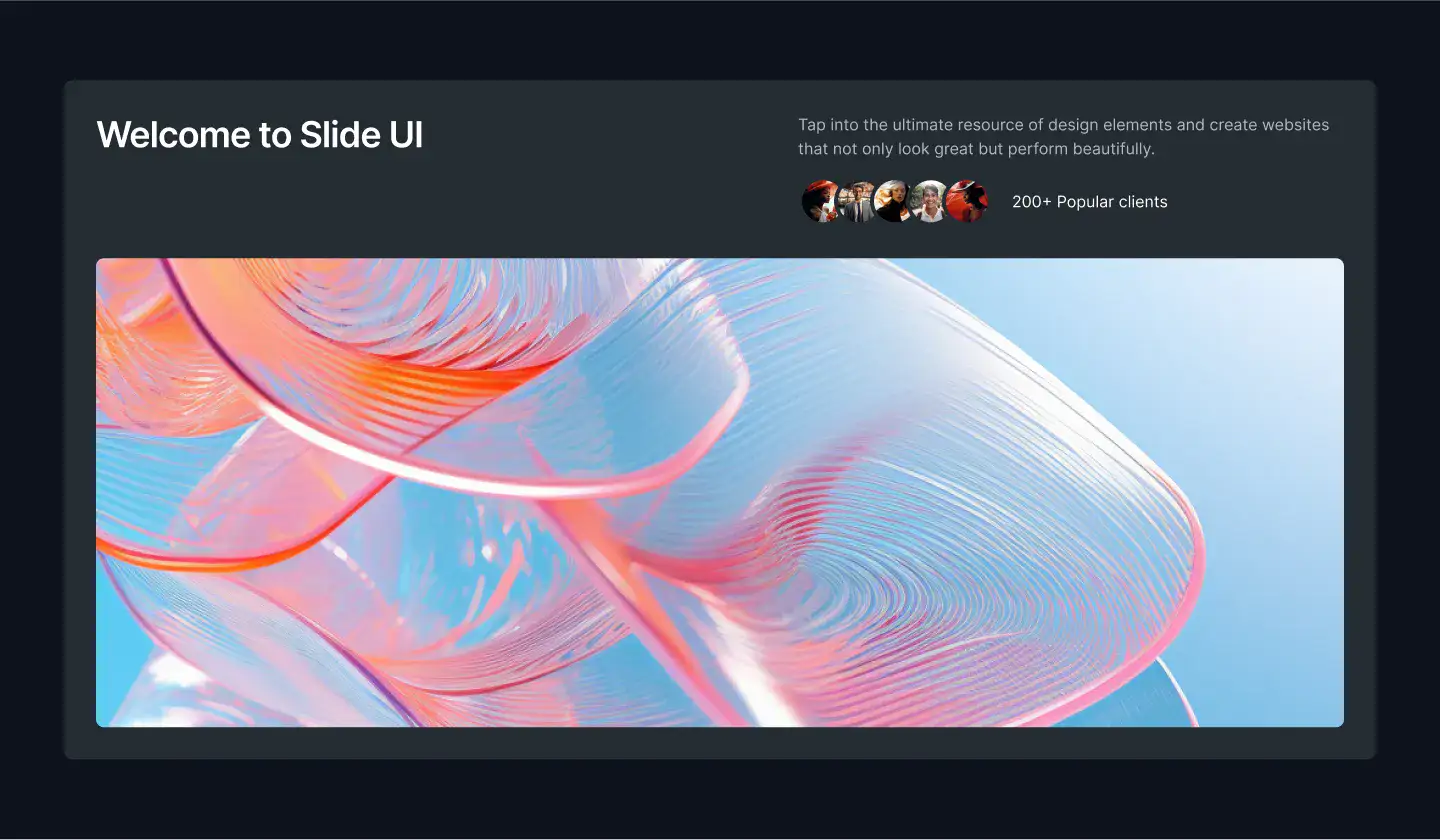 Welcome to Slide UI
Tap into the ultimate resource of design elements and create websites
that not only look great but perform beautifully.
200+ Popular clients